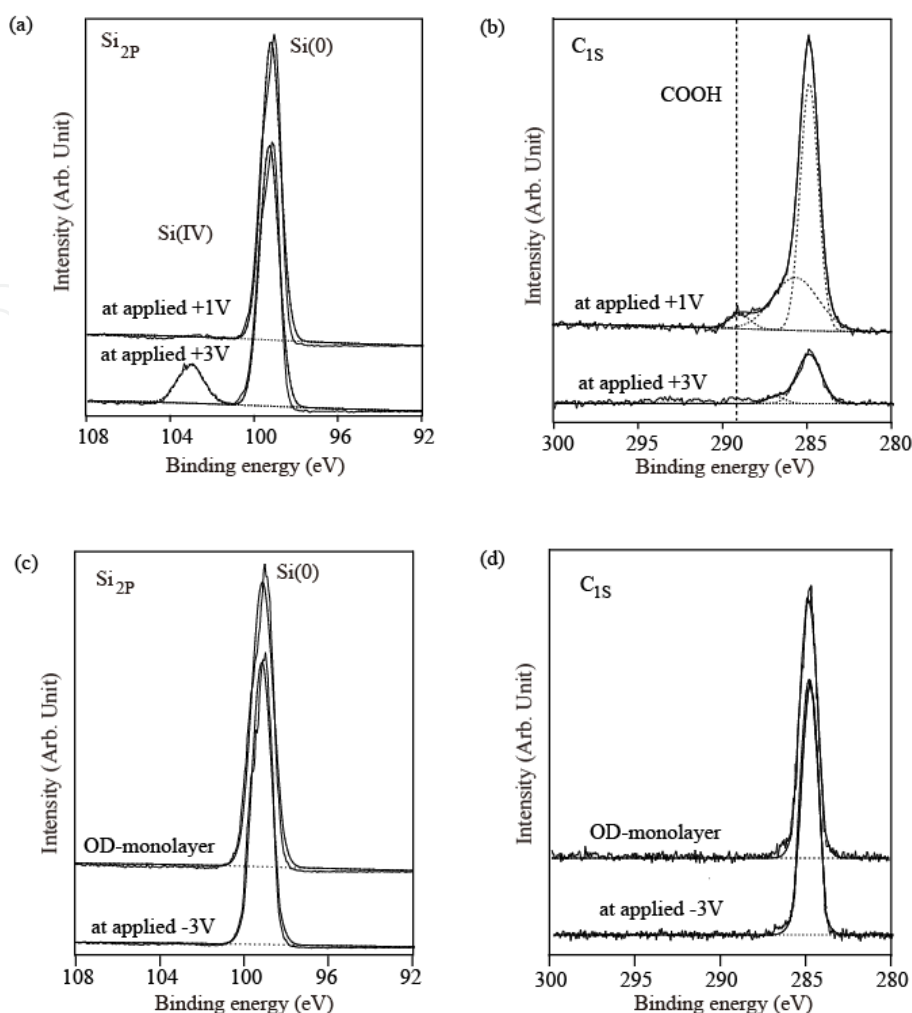 (a)
Si2P
Si(0)
Si(IV)
at applied +1V
at applied +3V
Intensity (Arb. Unit)
108 104 100 96 92
Binding energy (eV)
(b)
C1S
COOH
at applied +1V
at applied +3V
Intensity (Arb. Unit)
300 295 290 285 280
Binding energy (eV)
(c)
Si2P
Si(0)
OD-monolayer
at applied -3V
Intensity (Arb. Unit)
108 104 100 96 92
Binding energy (eV)
(d)
C1S
OD-monolayer
at applied -3V
Intensity (Arb. Unit)
300 295 290 285 280
Binding energy (eV)